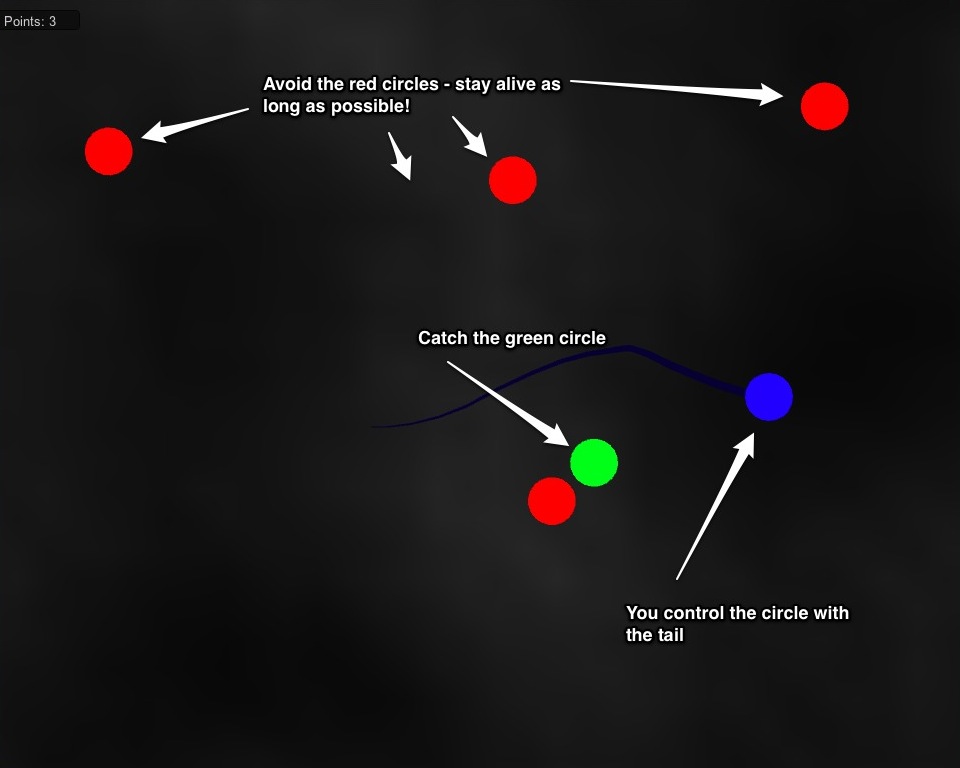 Points: 3
Avoid the red circles - stay alive as
long as possible!
Catch the green circle
You control the circle with
the tail